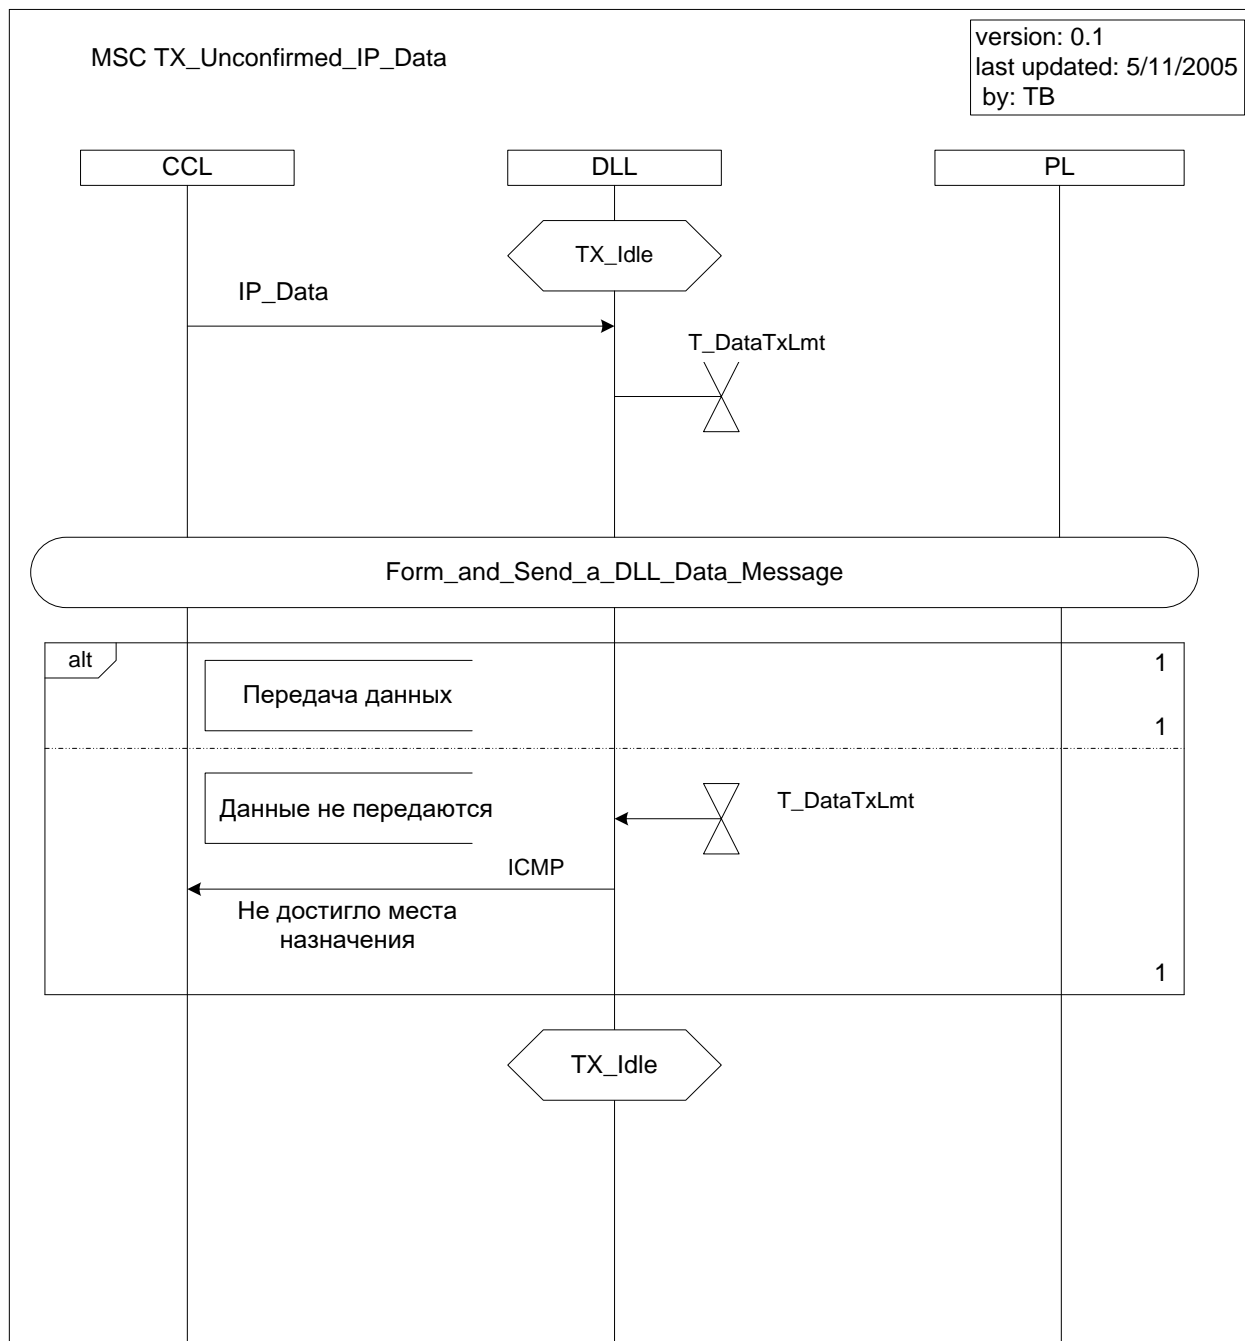 MSC TX_Unconfirmed_IP_Data
version: 0.1
last updated: 5/11/2005
by: TB
CCL
DLL
PL
TX_Idle
IP_Data
T_DataTxLmt
Form_and_Send_a_DLL_Data_Message
alt
1
Передача данных
1
Данные не передаются
T_DataTxLmt
ICMP
Не достигло места
назначения
1
TX_Idle